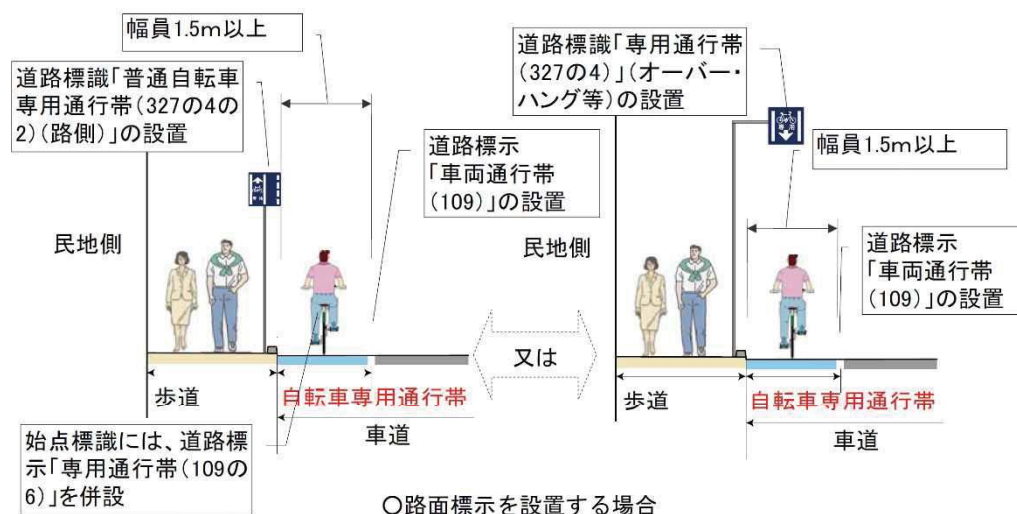 幅員1.5m以上
道路標識「普通自転車
専用通行帯(327の4の
2)(路側)」の設置
道路標示
「車両通行帯
(109)」の設置
民地側
歩道
自転車専用通行帯
車道
始点標識には、道路標
示「専用通行帯(109の
6)」を併設
又は
道路標識「専用通行帯
(327の4)」(オーバー・
ハング等)の設置
専用
幅員1.5m以上
道路標示
「車両通行帯
(109)」の設置
民地側
歩道
自転車専用通行帯
車道
○路面標示を設置する場合